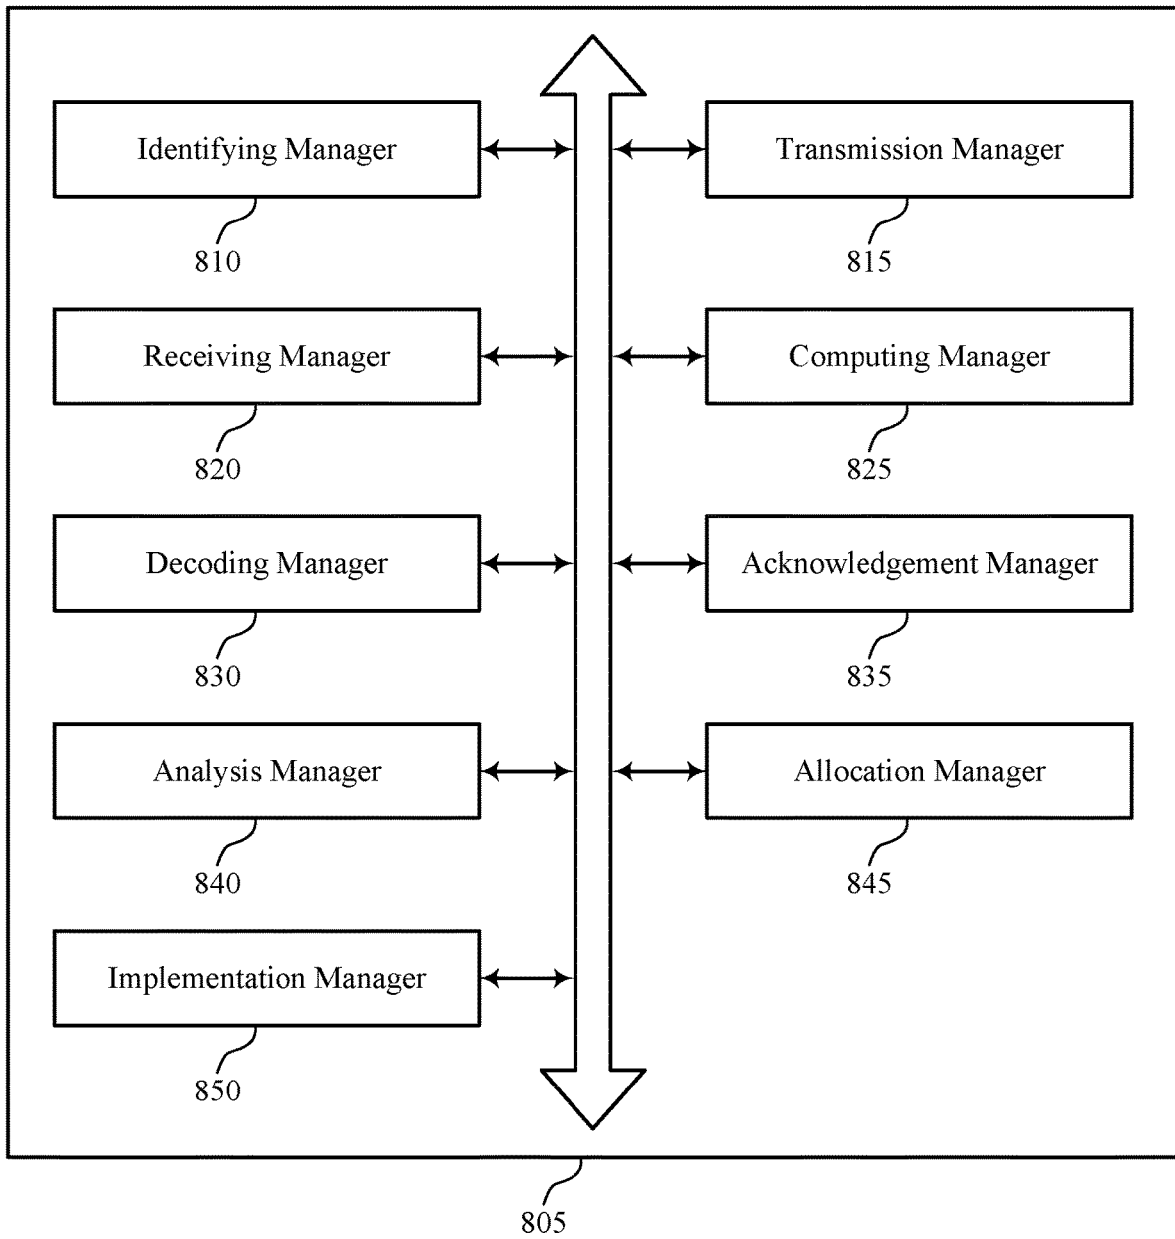 Identifying Manager
Transmission Manager
810
815
Receiving Manager
Computing Manager
820
825
Decoding Manager
Acknowledgement Manager
830
835
Analysis Manager
Allocation Manager
840
845
Implementation Manager
850
805